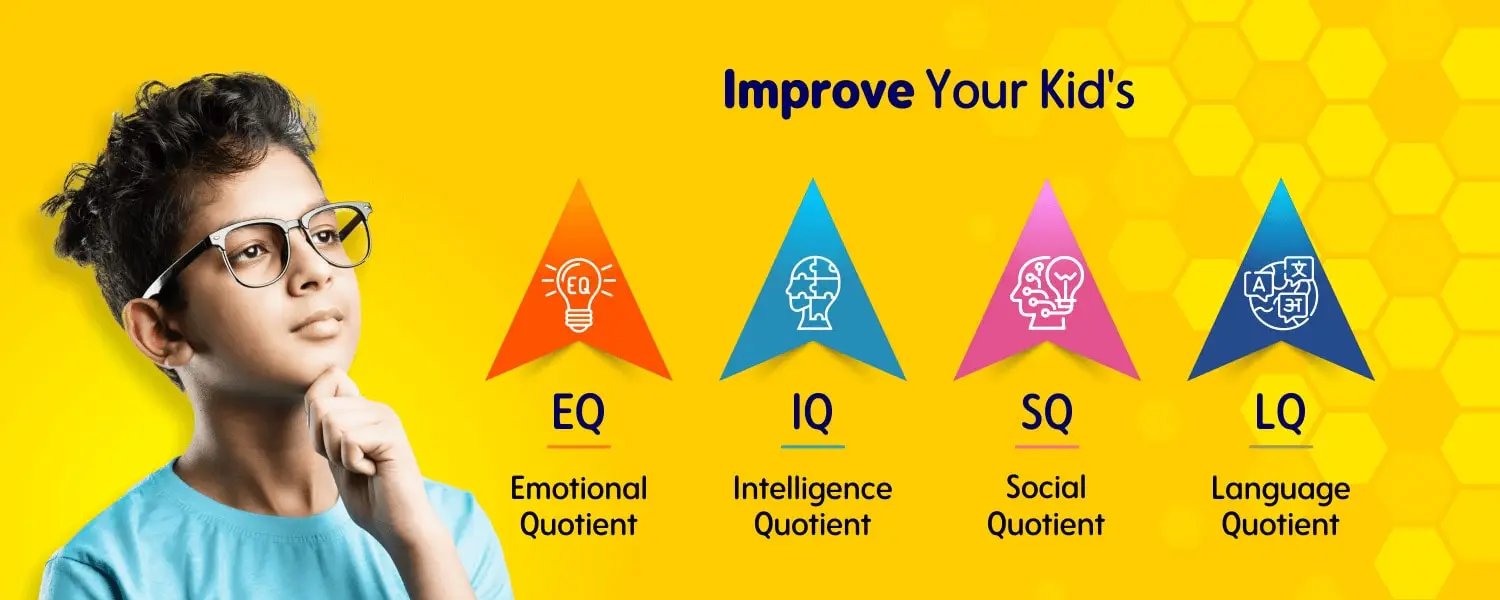 Improve Your Kid's
EQ
A
文
अ
EQ
IQ
SQ
LQ
Emotional
Quotient
Intelligence
Quotient
Social
Quotient
Language
Quotient